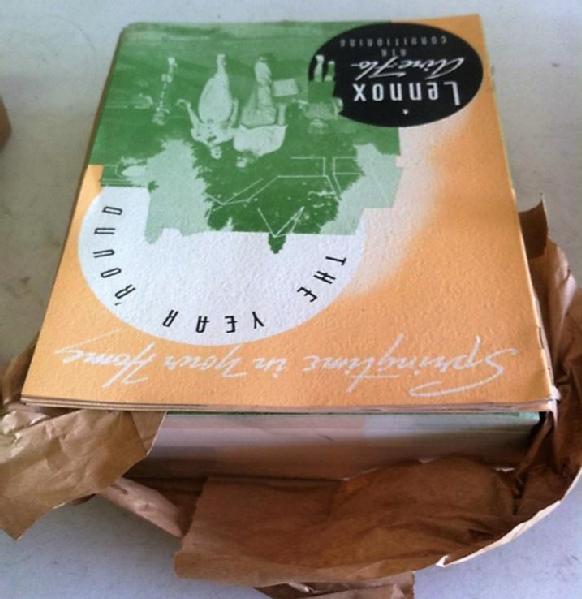 Springtime in Your Home
THE YEAR ROUND
Lennox
Aire-Flo
AIR
CONDITIONING